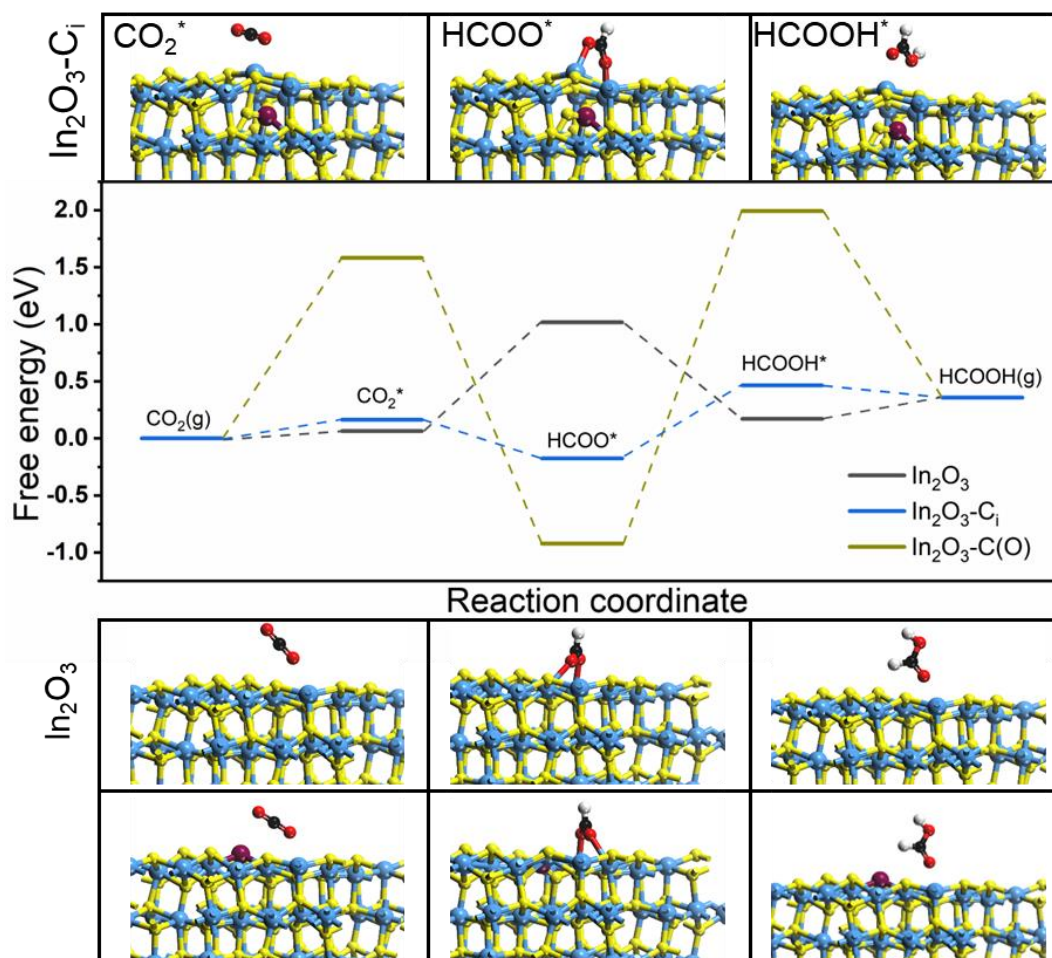 In₂O₃-Cᵢ
CO₂*
HCOO*
HCOOH*
Free energy (eV)
2.0
1.5
1.0
0.5
0.0
-0.5
-1.0
CO₂(g)
CO₂*
HCOO*
HCOOH*
HCOOH(g)
In₂O₃
In₂O₃-Cᵢ
In₂O₃-C(O)
Reaction coordinate
In₂O₃